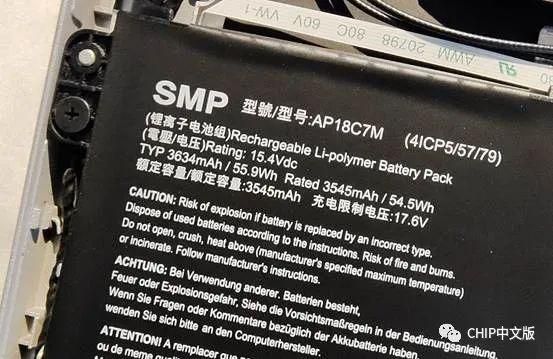 AWM 20798 80C 60V VW-1
SMP 型號/型号:AP18C7M (4ICP5/57/79)
(锂离子电池组)Rechargeable Li-polymer Battery Pack
(電壓/电压)Rating: 15.4Vdc
TYP 3634mAh / 55.9Wh Rated 3545mAh / 54.5Wh
額定容量/额定容量:3545mAh 充电限制电压:17.6V
CAUTION: Risk of explosion if battery is replaced by an incorrect type.
Dispose of used batteries according to the instructions. Risk of fire and burns.
Do not open, crush, heat above (manufacturer's specified maximum temperature)
or incinerate. Follow manufacturer's instructions.
ACHTUNG: Bei Verwendung anderer. Batterien besteht,
Feuer oder Explosionsgefahr, Siehe die Vorsichtsmaßregeln in der Bedienungsanleitung.
Wenn Sie Fragen oder Kommentare bezüglich der Akkubatterie haben.
wenden Sie sich bitte an den Computerhersteller.
ATTENTION! A remplacer que p
ou de meme
CHIP中文版